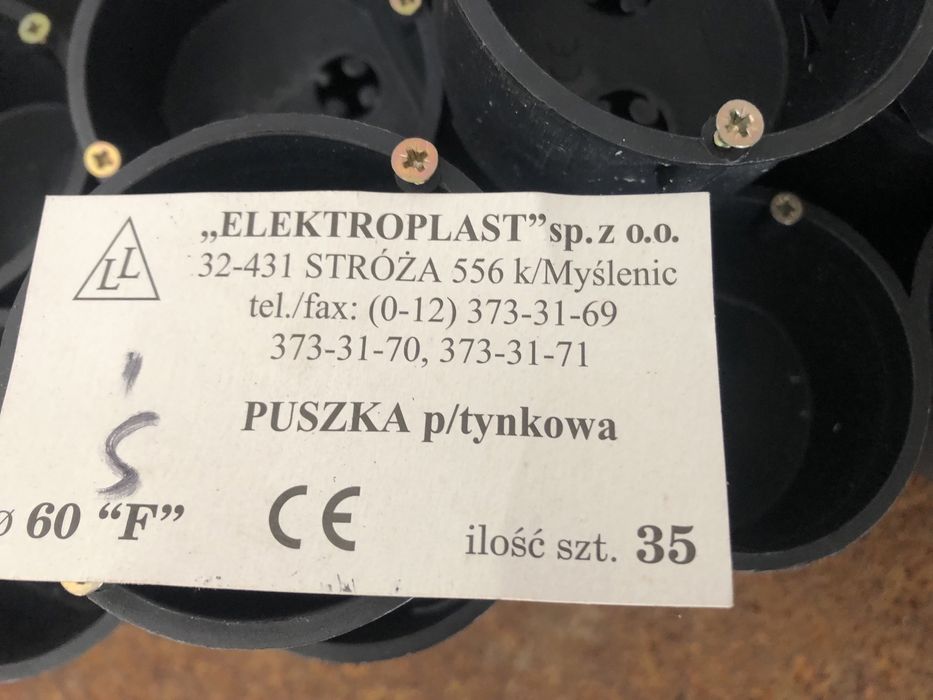 LL
„ELEKTROPLAST” sp. z o.o.
32-431 STRÓŻA 556 k/Myślenic
tel./fax: (0-12) 373-31-69
373-31-70, 373-31-71
PUSZKA p/tynkowa
ø 60 “F”
CE
ilość szt. 35